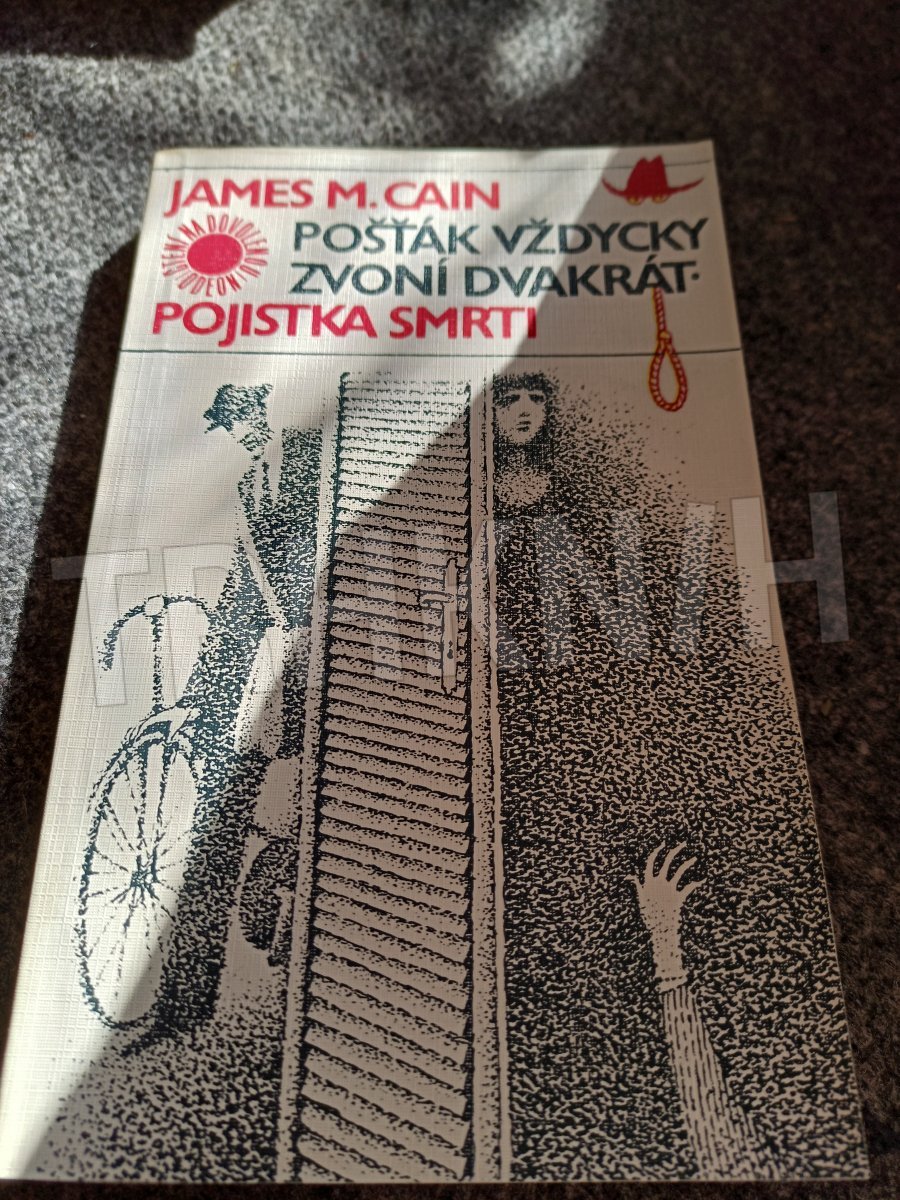 JAMES M. CAIN
POŠŤÁK VŽDYCKY
ZVONÍ DVAKRÁT·
POJISTKA SMRTI
ČTENÍ NA DOVOLENOU
ODEON